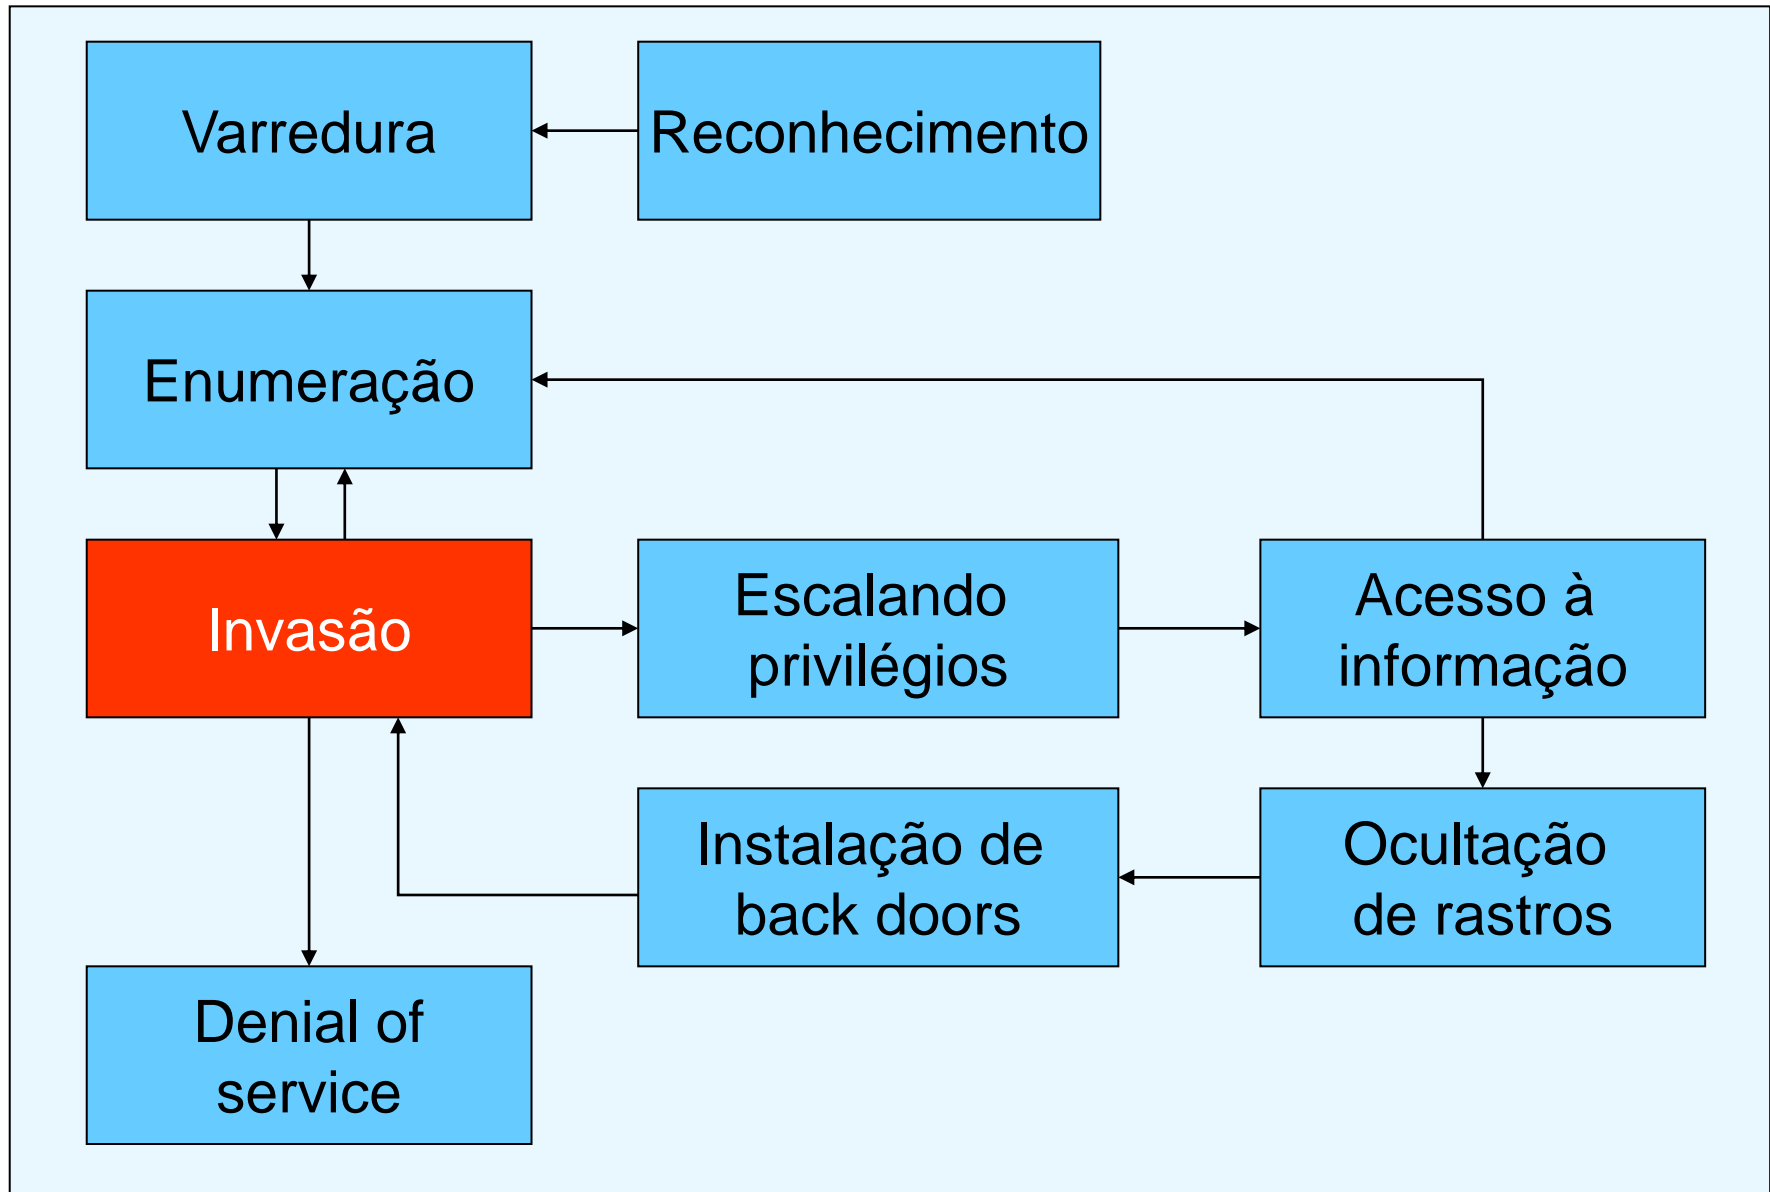 Varredura
Reconhecimento
Enumeração
Invasão
Escalando
privilégios
Acesso à
informação
Instalação de
back doors
Ocultação
de rastros
Denial of
service